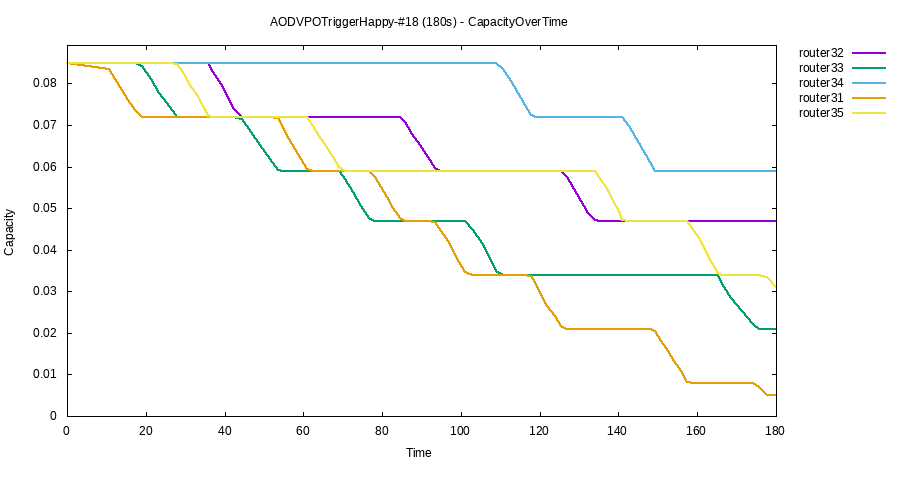 AODVPOTriggerHappy-#18 (180s) - CapacityOverTime
router32
router33
router34
router31
router35
0.08
0.07
0.06
0.05
0.04
0.03
0.02
0.01
0
Capacity
0 20 40 60 80 100 120 140 160 180
Time